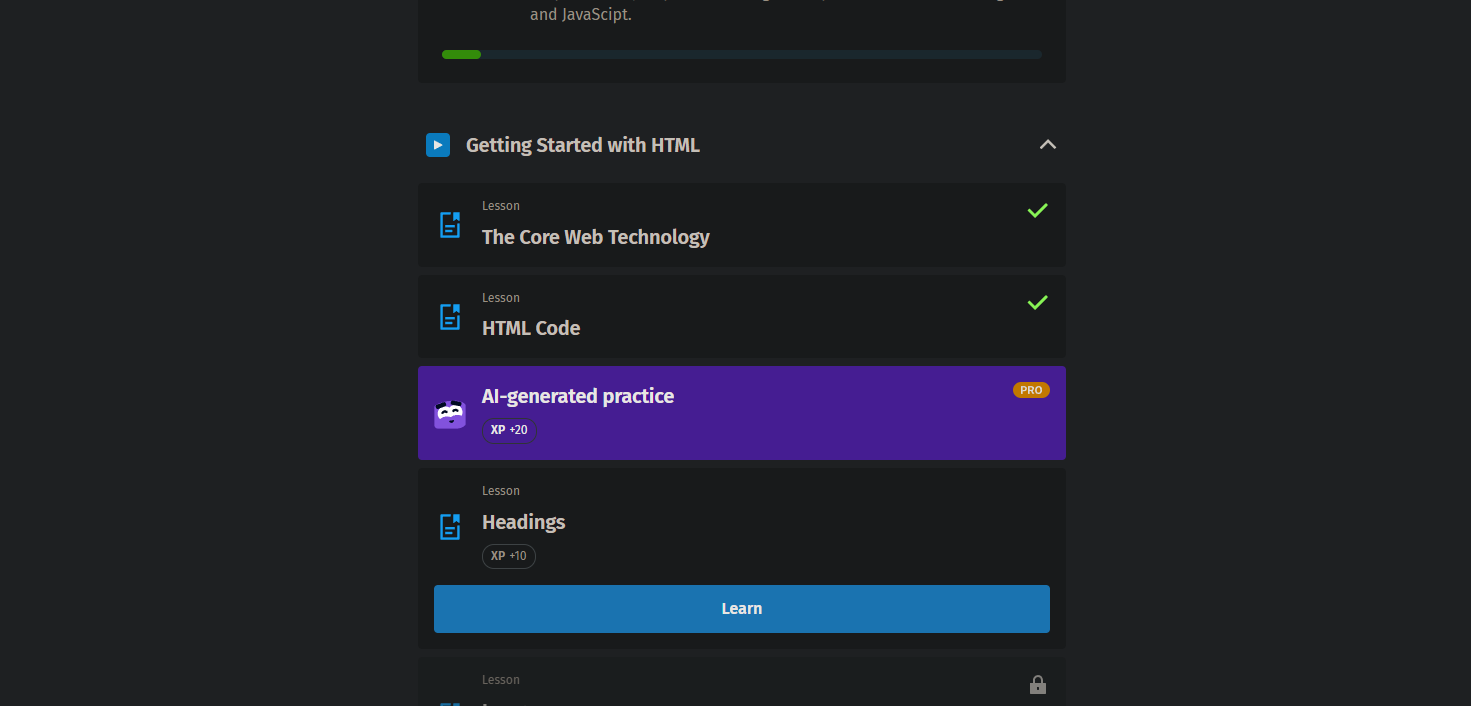 and JavaScipt.
Getting Started with HTML
Lesson
The Core Web Technology
Lesson
HTML Code
AI-generated practice
PRO
XP +20
Lesson
Headings
XP +10
Learn
Lesson